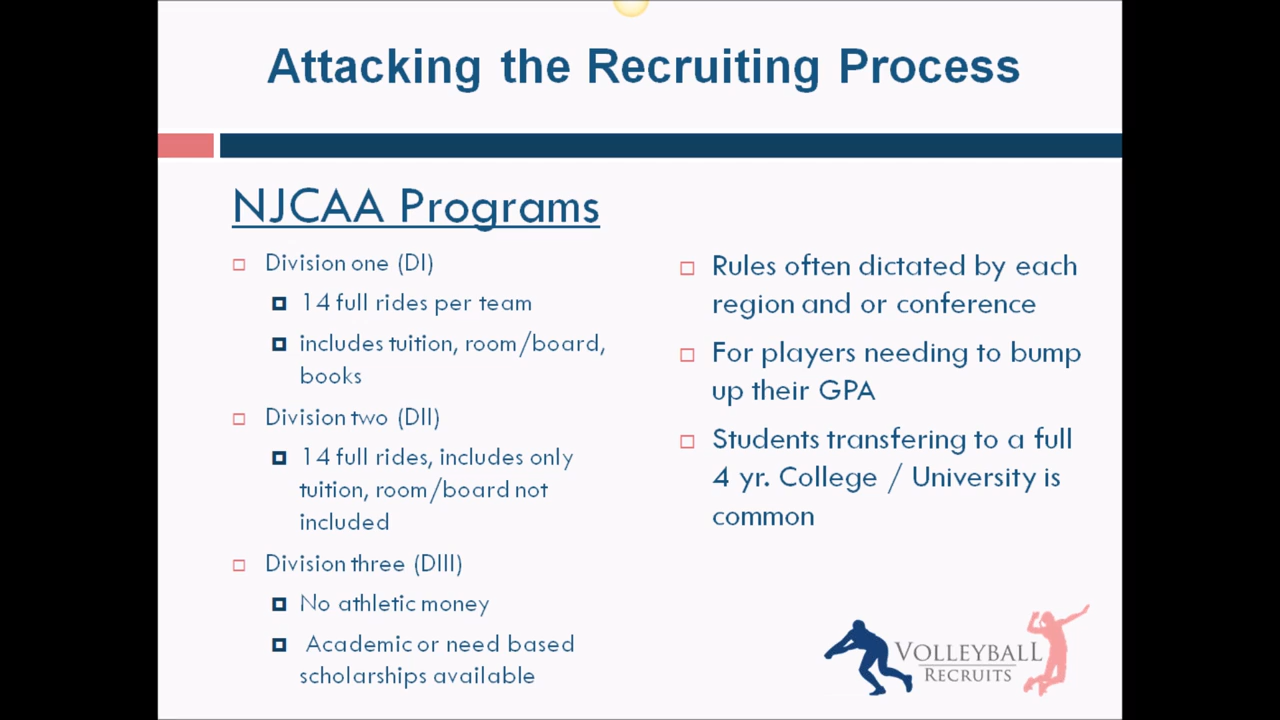 Attacking the Recruiting Process
NJCAA Programs
Division one (DI)
14 full rides per team
includes tuition, room/board,
books
Division two (DII)
14 full rides, includes only
tuition, room/board not
included
Division three (DIII)
No athletic money
Academic or need based
scholarships available
Rules often dictated by each
region and or conference
For players needing to bump
up their GPA
Students transfering to a full
4 yr. College / University is
common
VOLLEYBALL
RECRUITS